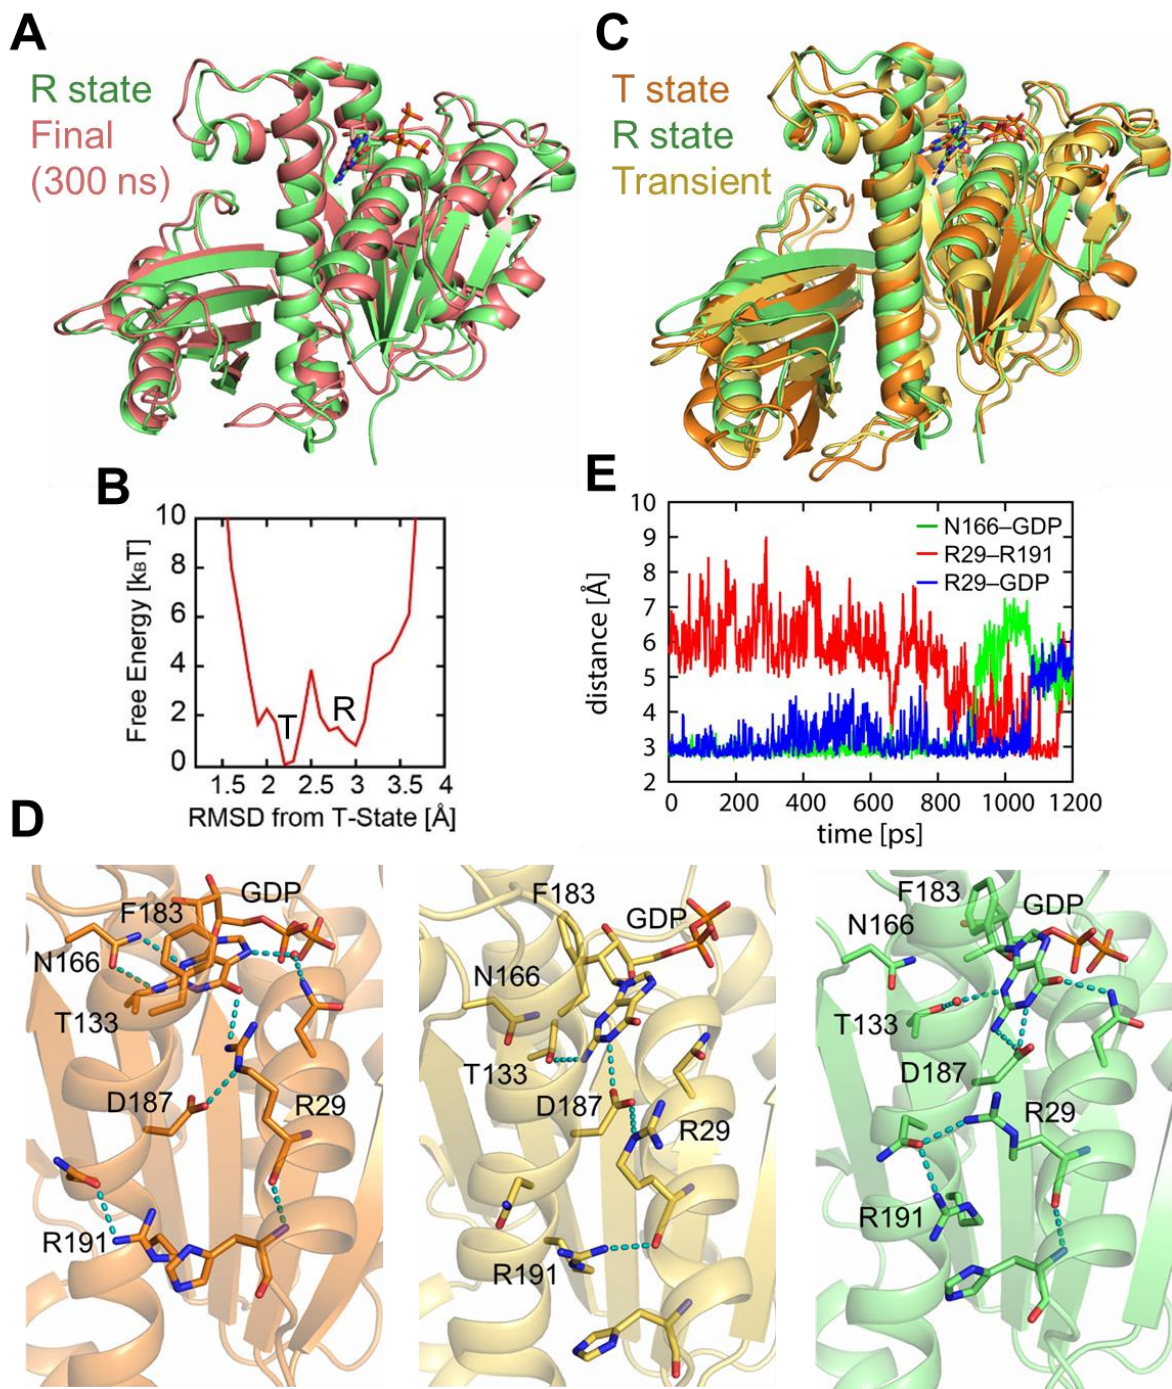 A
R state
Final
(300 ns)
C
T state
R state
Transient
B
10
8
6
4
2
0
Free Energy [kBT]
T
R
1.5 2 2.5 3 3.5 4
RMSD from T-State [Å]
E
10
9
8
7
6
5
4
3
2
distance [Å]
N166–GDP
R29–R191
R29–GDP
0 200 400 600 800 1000 1200
time [ps]
D
GDP
F183
N166
T133
D187
R29
R191
F183
GDP
N166
T133
D187
R29
R191
F183
GDP
N166
T133
D187
R29
R191